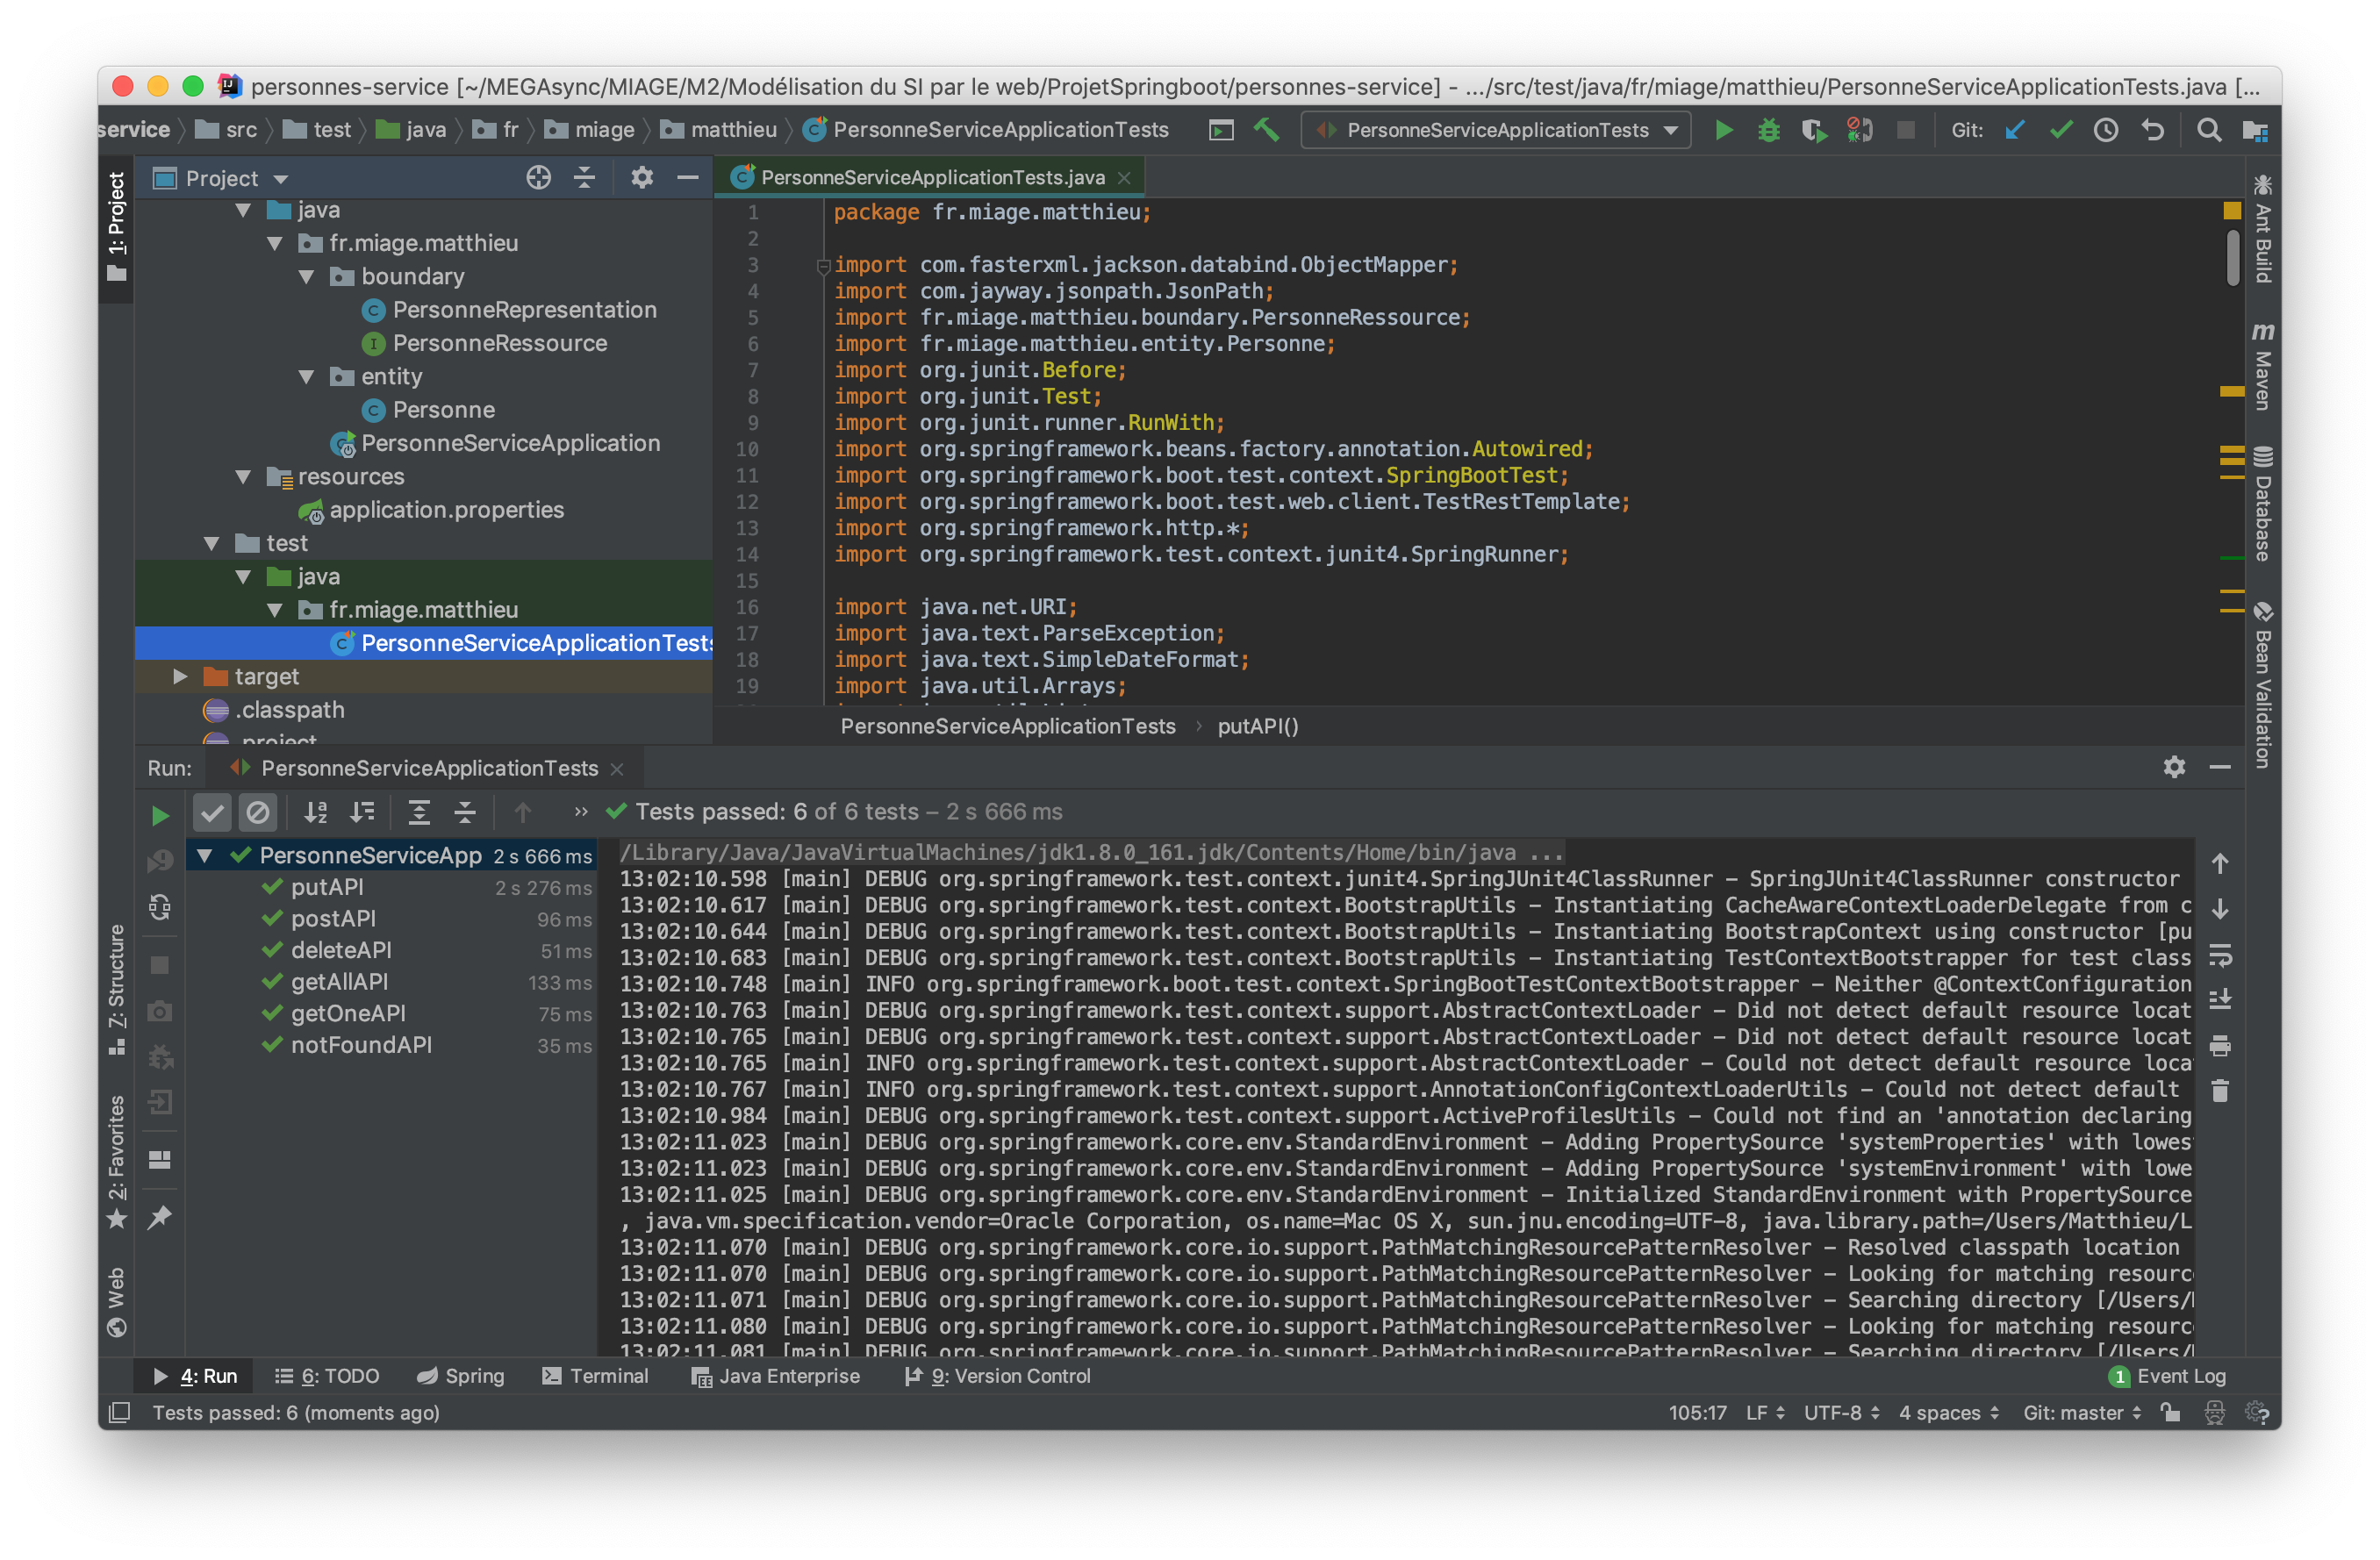 personnes-service [~/MEGAsync/MIAGE/M2/Modélisation du SI par le web/ProjetSpringboot/personnes-service] - .../src/test/java/fr/miage/matthieu/PersonneServiceApplicationTests.java [...
service src test java fr miage matthieu PersonneServiceApplicationTests PersonneServiceApplicationTests Git:
1: Project
Project
java
fr.miage.matthieu
boundary
PersonneRepresentation
PersonneRessource
entity
Personne
PersonneServiceApplication
resources
application.properties
test
java
fr.miage.matthieu
PersonneServiceApplicationTests
target
.classpath
.project
PersonneServiceApplicationTests.java
1 package fr.miage.matthieu;
2
3 import com.fasterxml.jackson.databind.ObjectMapper;
4 import com.jayway.jsonpath.JsonPath;
5 import fr.miage.matthieu.boundary.PersonneRessource;
6 import fr.miage.matthieu.entity.Personne;
7 import org.junit.Before;
8 import org.junit.Test;
9 import org.junit.runner.RunWith;
10 import org.springframework.beans.factory.annotation.Autowired;
11 import org.springframework.boot.test.context.SpringBootTest;
12 import org.springframework.boot.test.web.client.TestRestTemplate;
13 import org.springframework.http.*;
14 import org.springframework.test.context.junit4.SpringRunner;
15
16 import java.net.URI;
17 import java.text.ParseException;
18 import java.text.SimpleDateFormat;
19 import java.util.Arrays;
PersonneServiceApplicationTests › putAPI()
Ant Build
Maven
Database
Bean Validation
Run: PersonneServiceApplicationTests
Tests passed: 6 of 6 tests – 2 s 666 ms
PersonneServiceApp 2 s 666 ms
putAPI 2 s 276 ms
postAPI 96 ms
deleteAPI 51 ms
getAllAPI 133 ms
getOneAPI 75 ms
notFoundAPI 35 ms
/Library/Java/JavaVirtualMachines/jdk1.8.0_161.jdk/Contents/Home/bin/java ...
13:02:10.598 [main] DEBUG org.springframework.test.context.junit4.SpringJUnit4ClassRunner – SpringJUnit4ClassRunner constructor
13:02:10.617 [main] DEBUG org.springframework.test.context.BootstrapUtils – Instantiating CacheAwareContextLoaderDelegate from c
13:02:10.644 [main] DEBUG org.springframework.test.context.BootstrapUtils – Instantiating BootstrapContext using constructor [pu
13:02:10.683 [main] DEBUG org.springframework.test.context.BootstrapUtils – Instantiating TestContextBootstrapper for test class
13:02:10.748 [main] INFO org.springframework.boot.test.context.SpringBootTestContextBootstrapper – Neither @ContextConfiguration
13:02:10.763 [main] DEBUG org.springframework.test.context.support.AbstractContextLoader – Did not detect default resource locat
13:02:10.765 [main] DEBUG org.springframework.test.context.support.AbstractContextLoader – Did not detect default resource locat
13:02:10.765 [main] INFO org.springframework.test.context.support.AbstractContextLoader – Could not detect default resource loca
13:02:10.767 [main] INFO org.springframework.test.context.support.AnnotationConfigContextLoaderUtils – Could not detect default
13:02:10.984 [main] DEBUG org.springframework.test.context.support.ActiveProfilesUtils – Could not find an 'annotation declaring
13:02:11.023 [main] DEBUG org.springframework.core.env.StandardEnvironment – Adding PropertySource 'systemProperties' with lowes
13:02:11.023 [main] DEBUG org.springframework.core.env.StandardEnvironment – Adding PropertySource 'systemEnvironment' with lowe
13:02:11.025 [main] DEBUG org.springframework.core.env.StandardEnvironment – Initialized StandardEnvironment with PropertySource
, java.vm.specification.vendor=Oracle Corporation, os.name=Mac OS X, sun.jnu.encoding=UTF-8, java.library.path=/Users/Matthieu/L
13:02:11.070 [main] DEBUG org.springframework.core.io.support.PathMatchingResourcePatternResolver – Resolved classpath location
13:02:11.070 [main] DEBUG org.springframework.core.io.support.PathMatchingResourcePatternResolver – Looking for matching resourc
13:02:11.071 [main] DEBUG org.springframework.core.io.support.PathMatchingResourcePatternResolver – Searching directory [/Users/M
13:02:11.080 [main] DEBUG org.springframework.core.io.support.PathMatchingResourcePatternResolver – Looking for matching resourc
13:02:11.081 [main] DEBUG org.springframework.core.io.support.PathMatchingResourcePatternResolver – Searching directory [/Users/M
7: Structure
2: Favorites
Web
4: Run 6: TODO Spring Terminal Java Enterprise 9: Version Control 1 Event Log
Tests passed: 6 (moments ago) 105:17 LF UTF-8 4 spaces Git: master